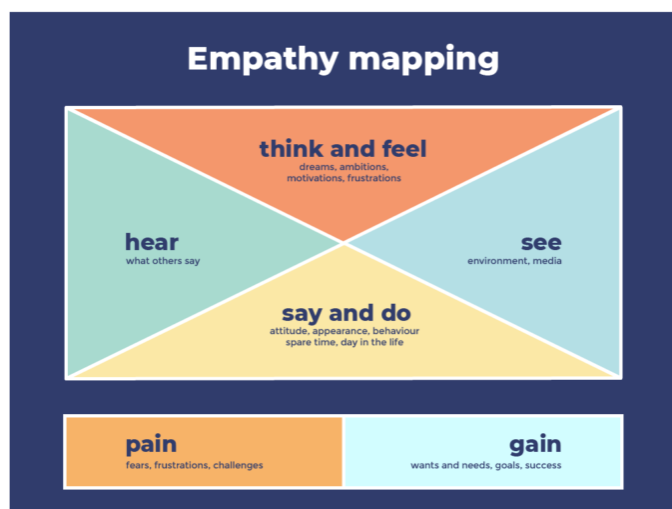 Empathy mapping
think and feel
dreams, ambitions,
motivations, frustrations
hear
what others say
see
environment, media
say and do
attitude, appearance, behaviour
spare time, day in the life
pain
fears, frustrations, challenges
gain
wants and needs, goals, success